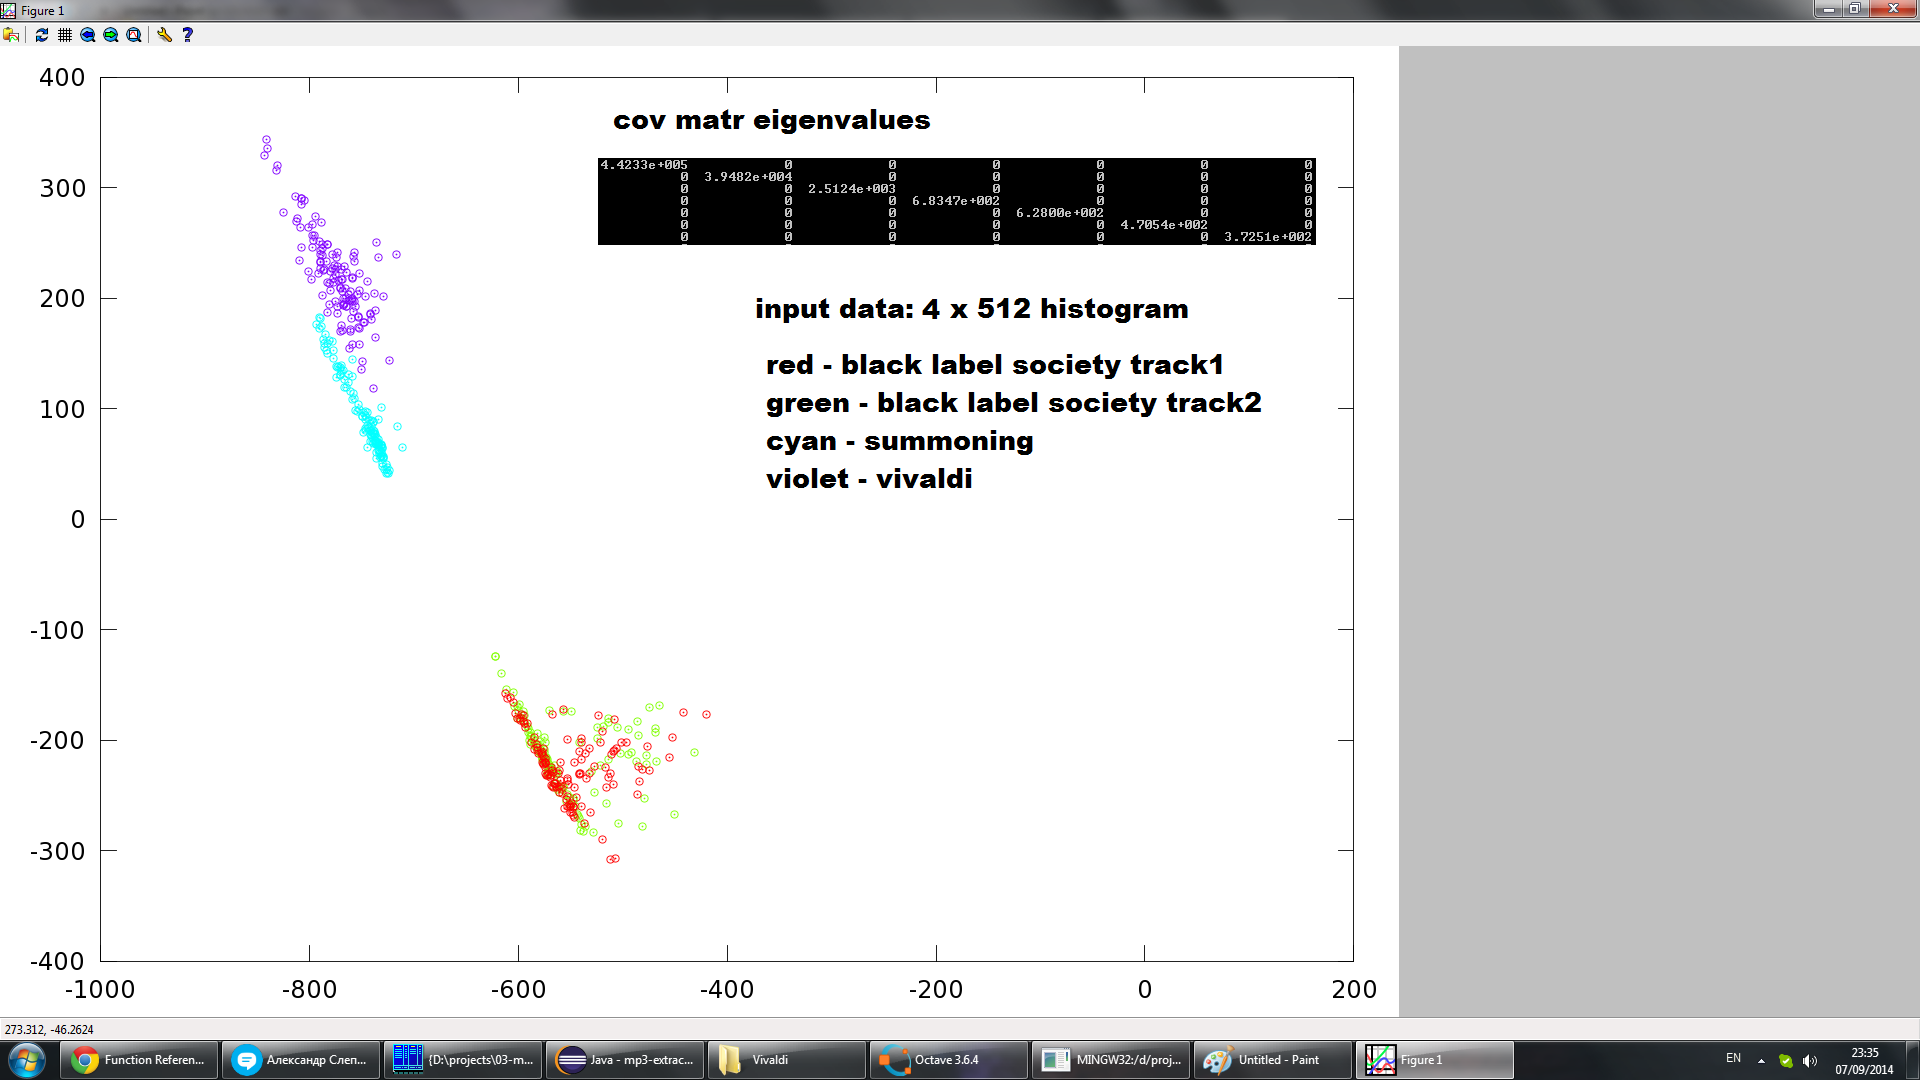 Figure 1
400
300
200
100
0
-100
-200
-300
-400
-1000 -800 -600 -400 -200 0 200
cov matr eigenvalues
4.4233e+005 0 0 0 0 0 0
0 3.9482e+004 0 0 0 0 0
0 0 2.5124e+003 0 0 0 0
0 0 0 6.8347e+002 0 0 0
0 0 0 0 6.2800e+002 0 0
0 0 0 0 0 4.7054e+002 0
0 0 0 0 0 0 3.7251e+002
input data: 4 x 512 histogram
red - black label society track1
green - black label society track2
cyan - summoning
violet - vivaldi
273.312, -46.2624
Function Referen... Александр Слеп... {D:\projects\03-m... Java - mp3-extrac... Vivaldi Octave 3.6.4 MINGW32:/d/proj... Untitled - Paint Figure 1 EN 23:35
07/09/2014